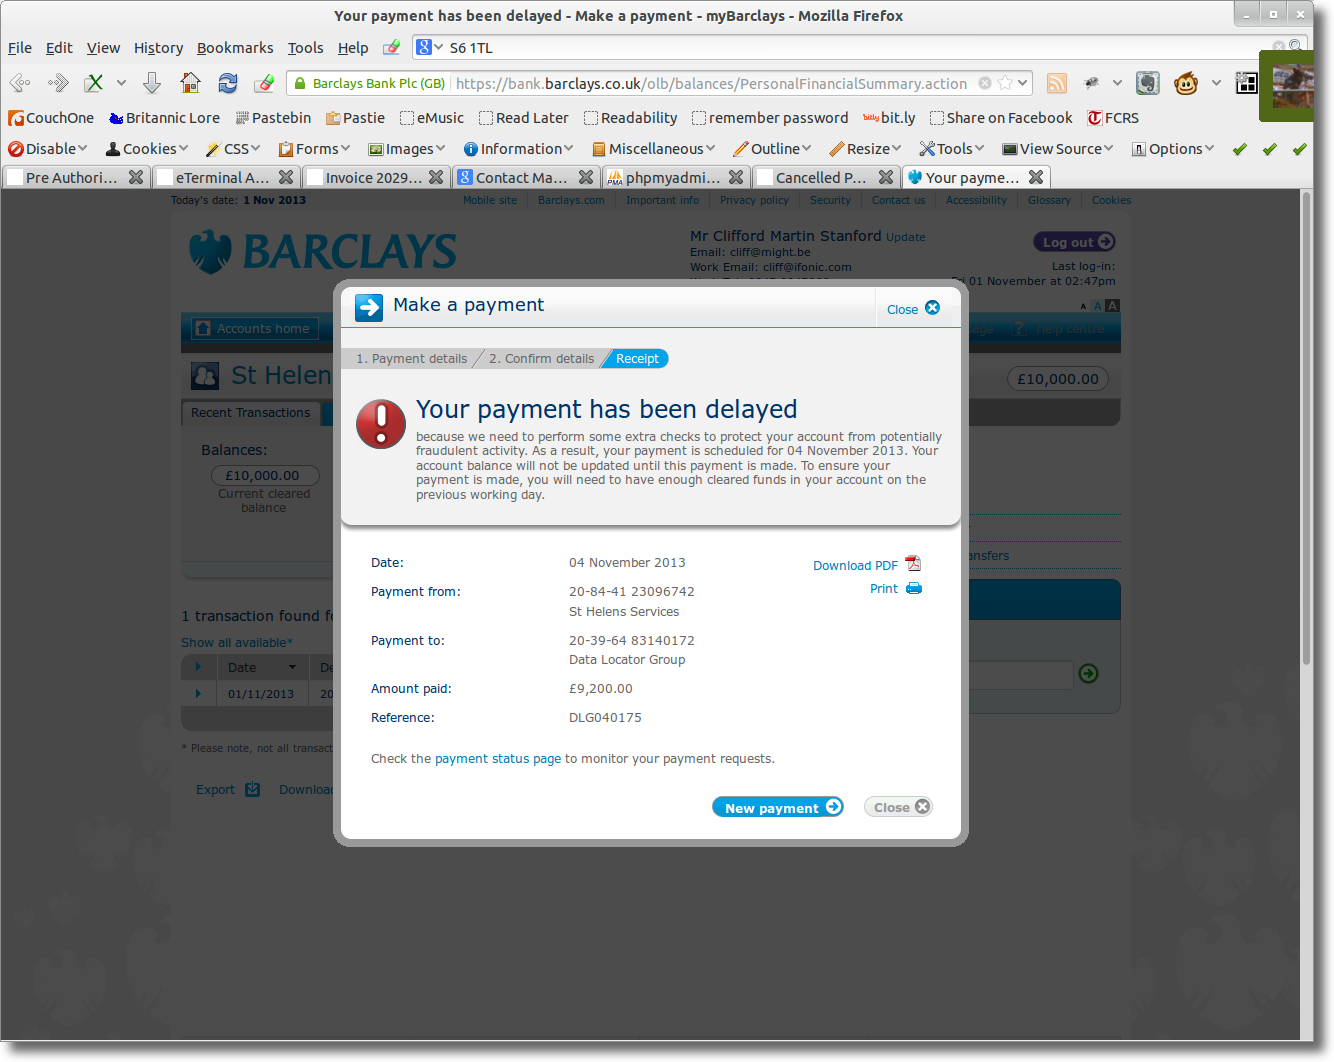 Your payment has been delayed - Make a payment - myBarclays - Mozilla Firefox
File Edit View History Bookmarks Tools Help S6 1TL
Barclays Bank Plc (GB) https://bank.barclays.co.uk/olb/balances/PersonalFinancialSummary.action
CouchOne Britannic Lore Pastebin Pastie eMusic Read Later Readability remember password bit.ly Share on Facebook FCRS
Disable Cookies CSS Forms Images Information Miscellaneous Outline Resize Tools View Source Options
Pre Authori... eTerminal A... Invoice 2029... Contact Ma... phpmyadmi... Cancelled P... Your payme...
Today's date: 1 Nov 2013 Mobile site Barclays.com Important info Privacy policy Security Contact us Accessibility Glossary Cookies
BARCLAYS
Mr Clifford Martin Stanford Update
Email: cliff@might.be
Work Email: cliff@ifonic.com
Log out
Last log-in:
Fri 01 November at 02:47pm
A A A
Accounts home Help centre
St Helens
£10,000.00
Recent Transactions
Balances:
£10,000.00
Current cleared
balance
1 transaction found
Show all available*
Date
01/11/2013
* Please note, not all transact
Export Download
Make a payment
Close
1. Payment details 2. Confirm details Receipt
Your payment has been delayed
because we need to perform some extra checks to protect your account from potentially
fraudulent activity. As a result, your payment is scheduled for 04 November 2013. Your
account balance will not be updated until this payment is made. To ensure your
payment is made, you will need to have enough cleared funds in your account on the
previous working day.
Date: 04 November 2013 Download PDF
Payment from: 20-84-41 23096742 Print
St Helens Services
Payment to: 20-39-64 83140172
Data Locator Group
Amount paid: £9,200.00
Reference: DLG040175
Check the payment status page to monitor your payment requests.
New payment Close